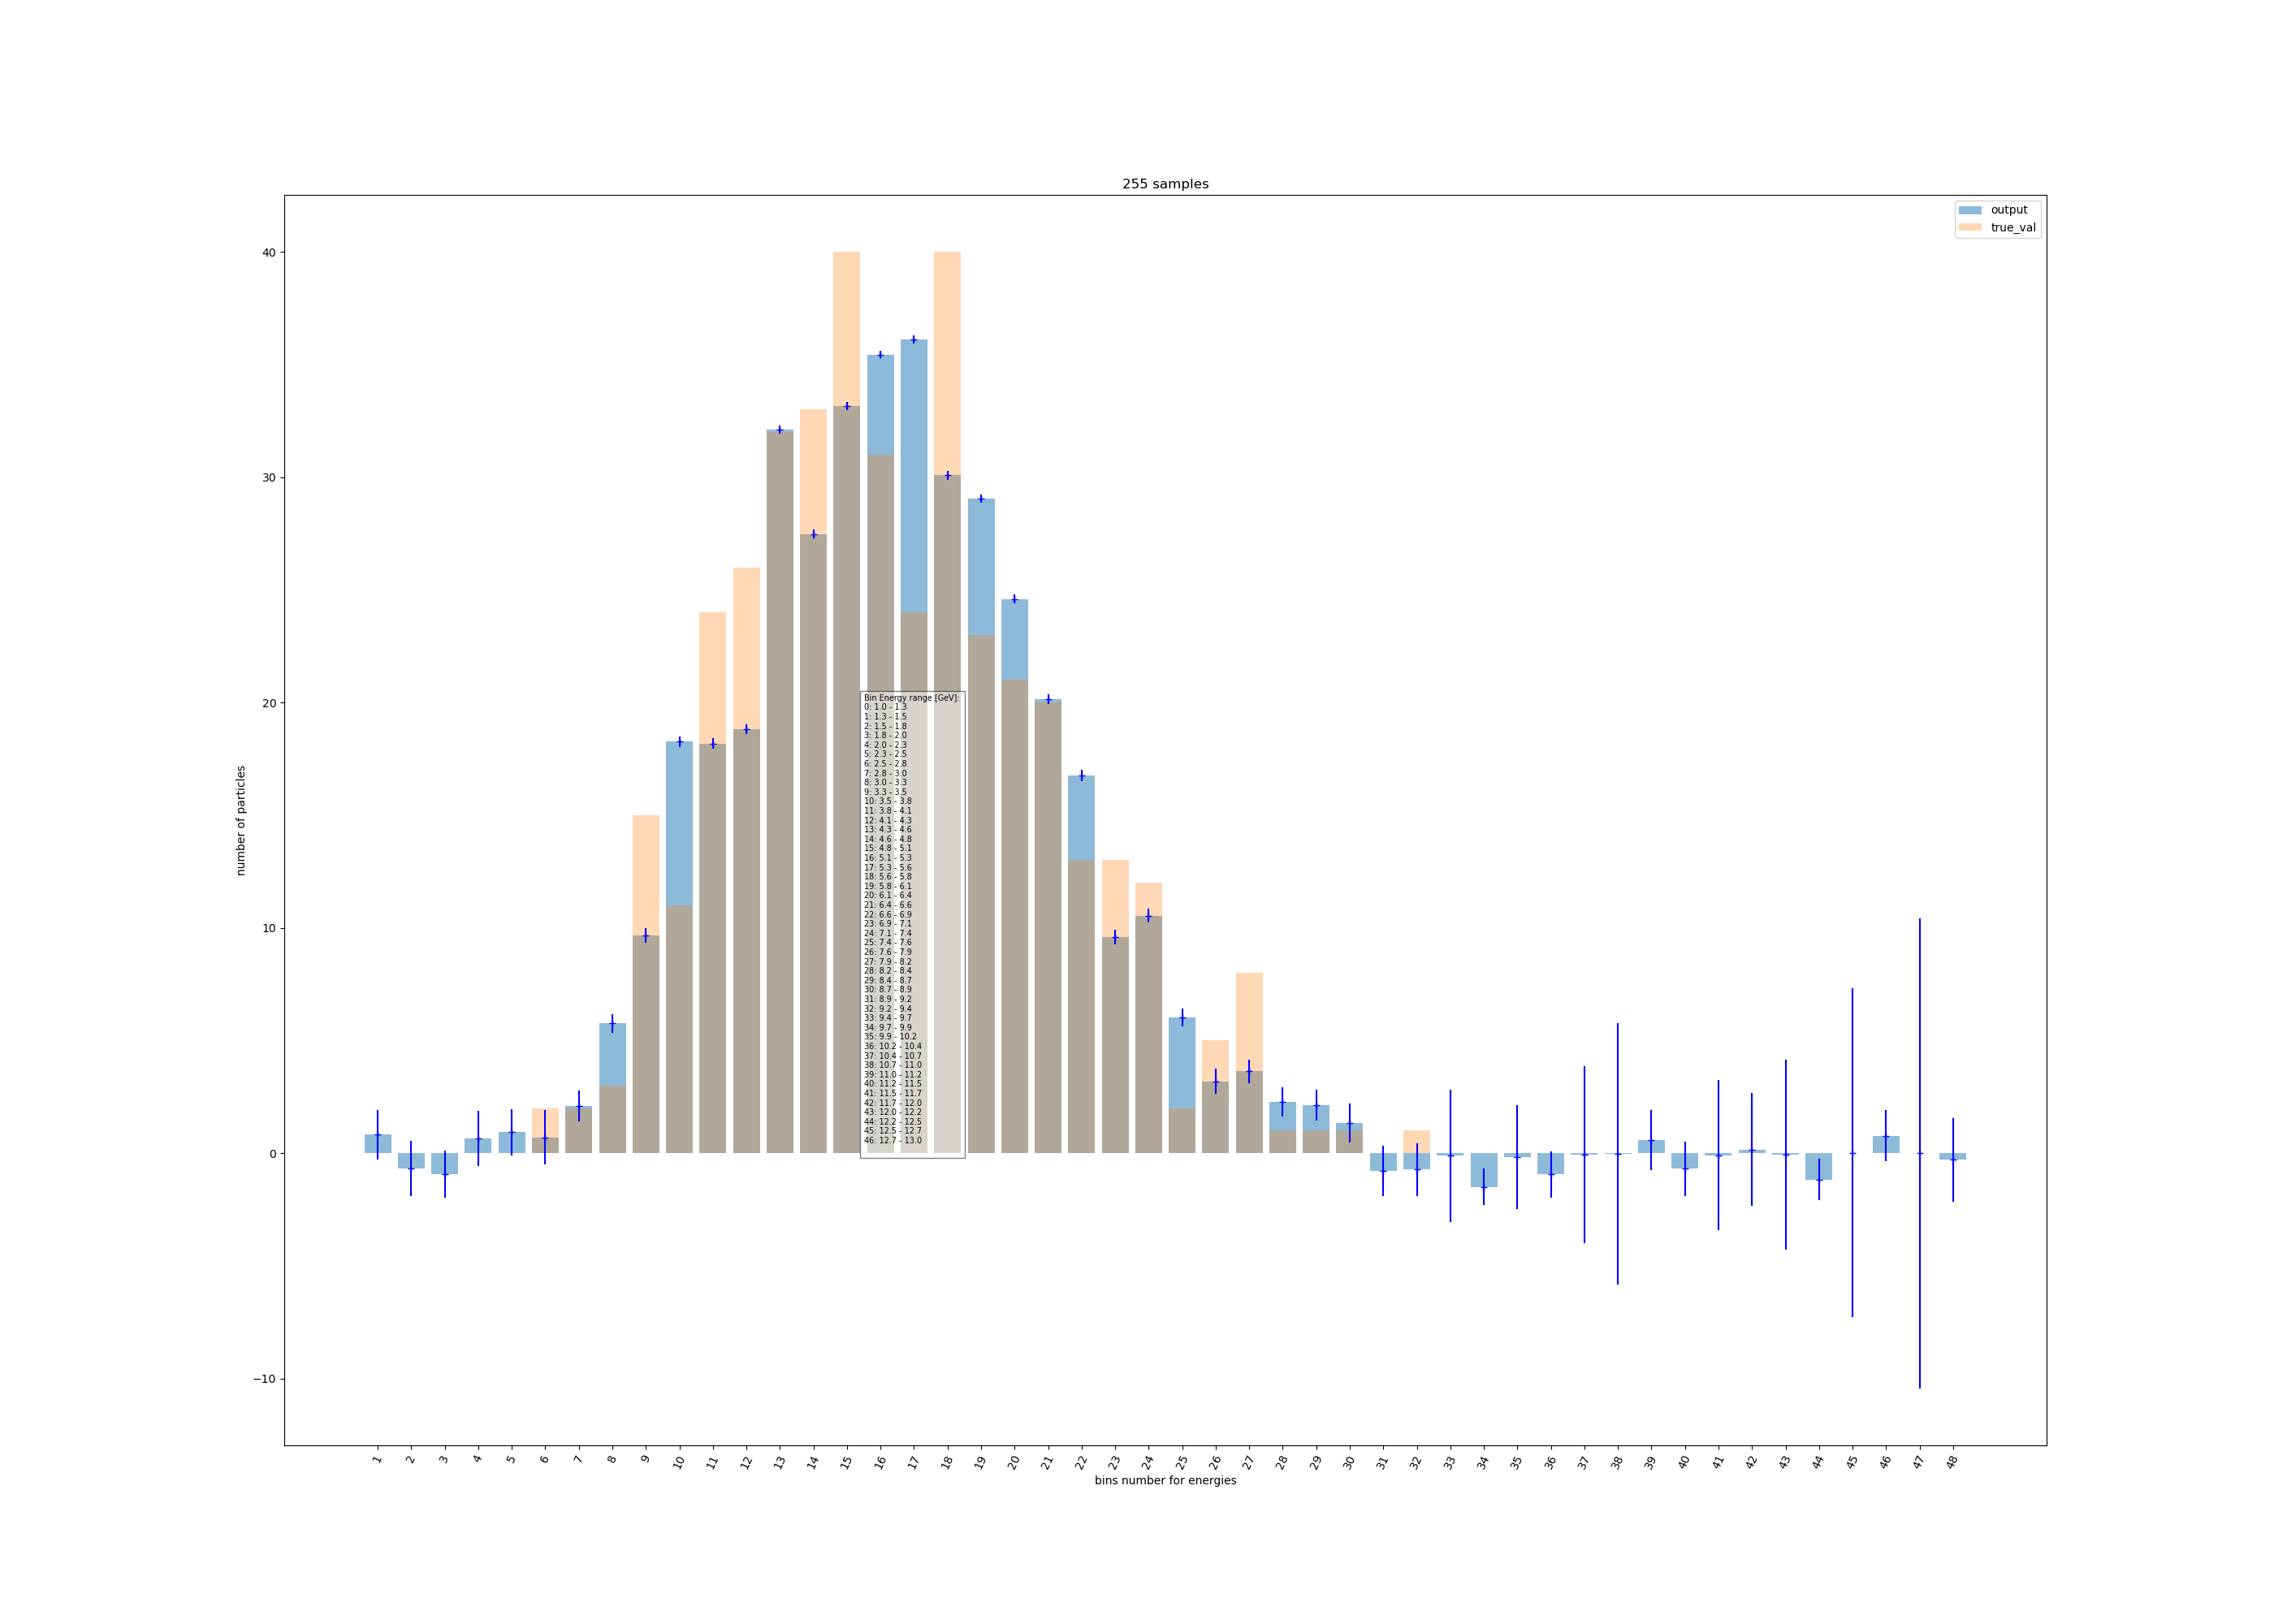 255 samples
output
true_val
40
30
20
10
0
−10
number of particles
Bin Energy range [GeV]:
0: 1.0 - 1.3
1: 1.3 - 1.5
2: 1.5 - 1.8
3: 1.8 - 2.0
4: 2.0 - 2.3
5: 2.3 - 2.5
6: 2.5 - 2.8
7: 2.8 - 3.0
8: 3.0 - 3.3
9: 3.3 - 3.5
10: 3.5 - 3.8
11: 3.8 - 4.1
12: 4.1 - 4.3
13: 4.3 - 4.6
14: 4.6 - 4.8
15: 4.8 - 5.1
16: 5.1 - 5.3
17: 5.3 - 5.6
18: 5.6 - 5.8
19: 5.8 - 6.1
20: 6.1 - 6.4
21: 6.4 - 6.6
22: 6.6 - 6.9
23: 6.9 - 7.1
24: 7.1 - 7.4
25: 7.4 - 7.6
26: 7.6 - 7.9
27: 7.9 - 8.2
28: 8.2 - 8.4
29: 8.4 - 8.7
30: 8.7 - 8.9
31: 8.9 - 9.2
32: 9.2 - 9.4
33: 9.4 - 9.7
34: 9.7 - 9.9
35: 9.9 - 10.2
36: 10.2 - 10.4
37: 10.4 - 10.7
38: 10.7 - 11.0
39: 11.0 - 11.2
40: 11.2 - 11.5
41: 11.5 - 11.7
42: 11.7 - 12.0
43: 12.0 - 12.2
44: 12.2 - 12.5
45: 12.5 - 12.7
46: 12.7 - 13.0
1 2 3 4 5 6 7 8 9 10 11 12 13 14 15 16 17 18 19 20 21 22 23 24 25 26 27 28 29 30 31 32 33 34 35 36 37 38 39 40 41 42 43 44 45 46 47 48
bins number for energies